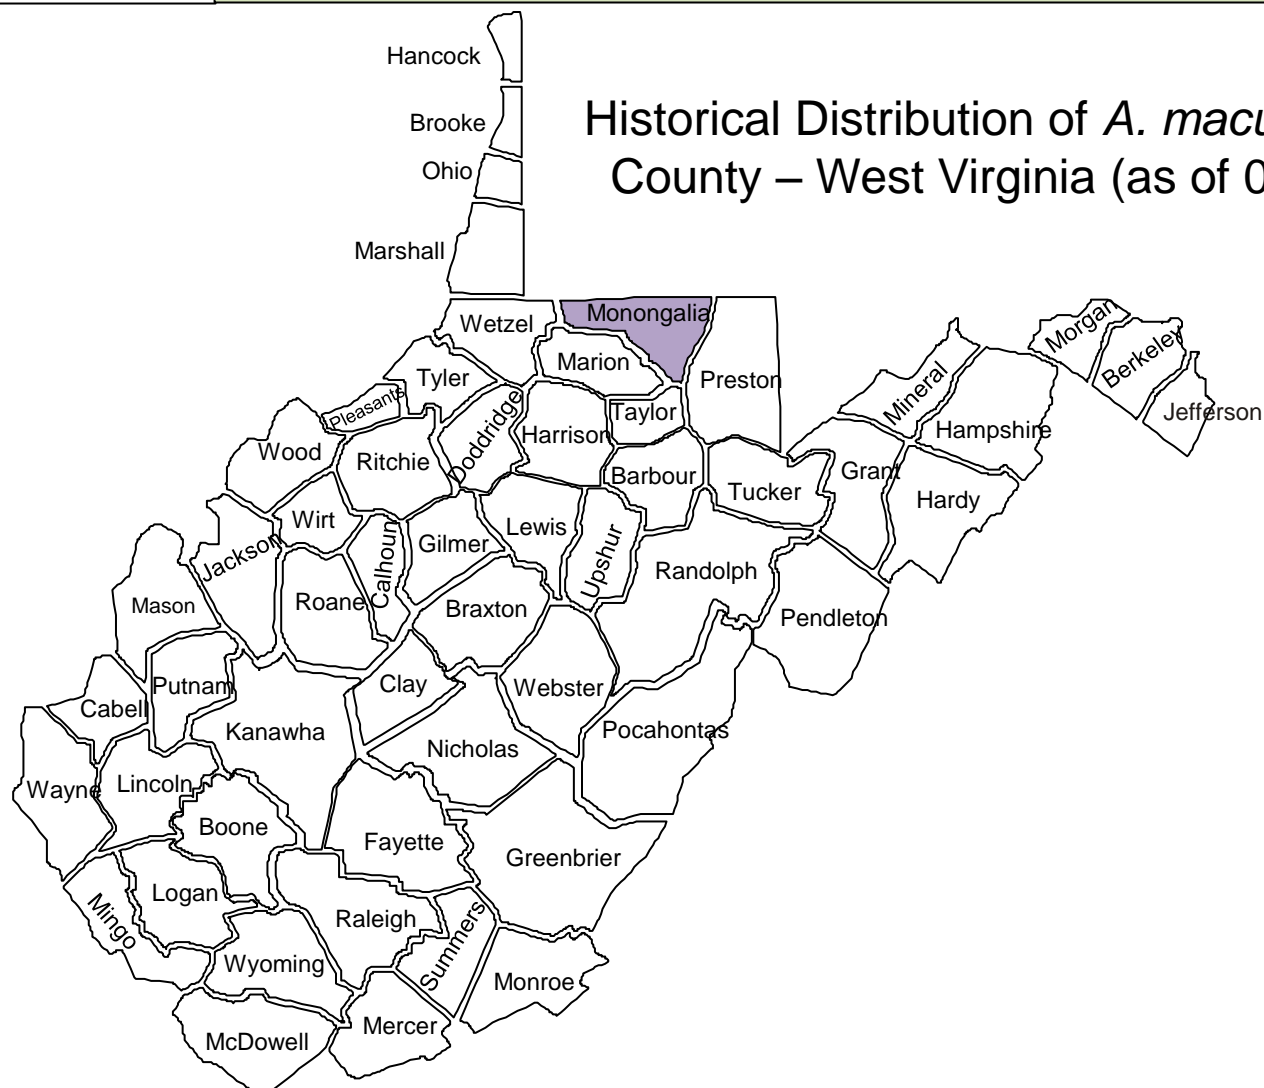 Historical Distribution of A. macu
County – West Virginia (as of 0
Hancock
Brooke
Ohio
Marshall
Wetzel
Monongalia
Marion
Preston
Tyler
Pleasants
Doddridge
Harrison
Taylor
Mineral
Morgan
Berkeley
Jefferson
Hampshire
Wood
Ritchie
Barbour
Tucker
Grant
Hardy
Wirt
Jackson
Calhoun
Gilmer
Lewis
Upshur
Randolph
Mason
Roane
Braxton
Pendleton
Cabell
Putnam
Kanawha
Clay
Webster
Pocahontas
Nicholas
Wayne
Lincoln
Boone
Fayette
Greenbrier
Mingo
Logan
Raleigh
Summers
Wyoming
Monroe
McDowell
Mercer